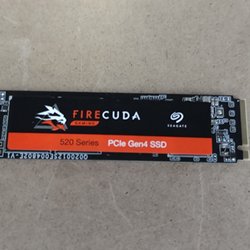 FIRECUDA
GAMING
SEAGATE
520 Series
PCIe Gen4 SSD